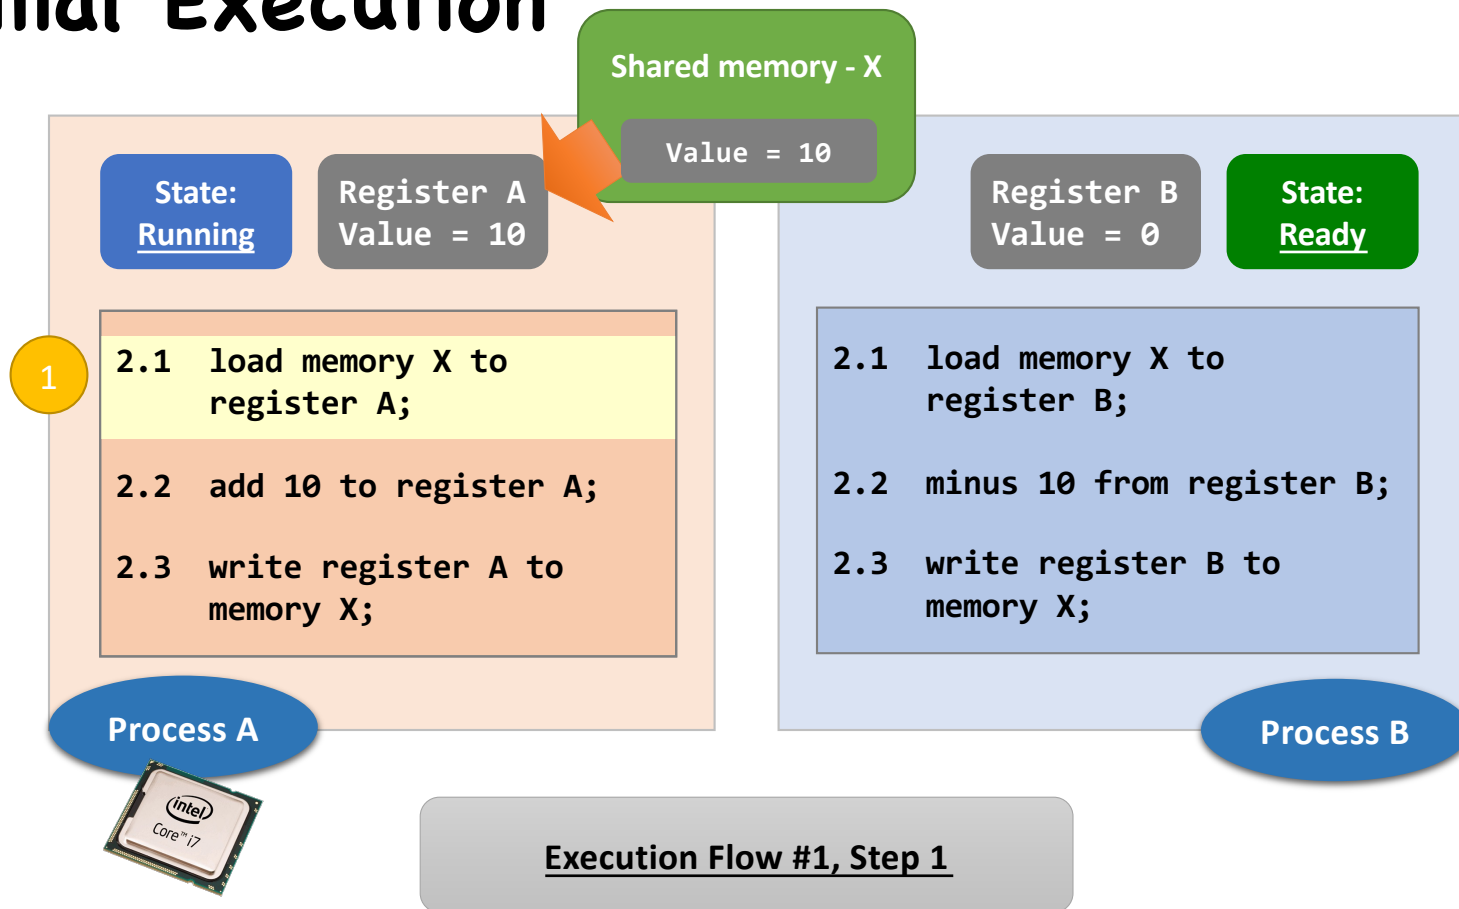 Execution
Shared memory - X
Value = 10
State:
Running
Register A
Value = 10
Register B
Value = 0
State:
Ready
1
2.1 load memory X to
register A;
2.2 add 10 to register A;
2.3 write register A to
memory X;
2.1 load memory X to
register B;
2.2 minus 10 from register B;
2.3 write register B to
memory X;
Process A
Process B
intel
Core™ i7
Execution Flow #1, Step 1